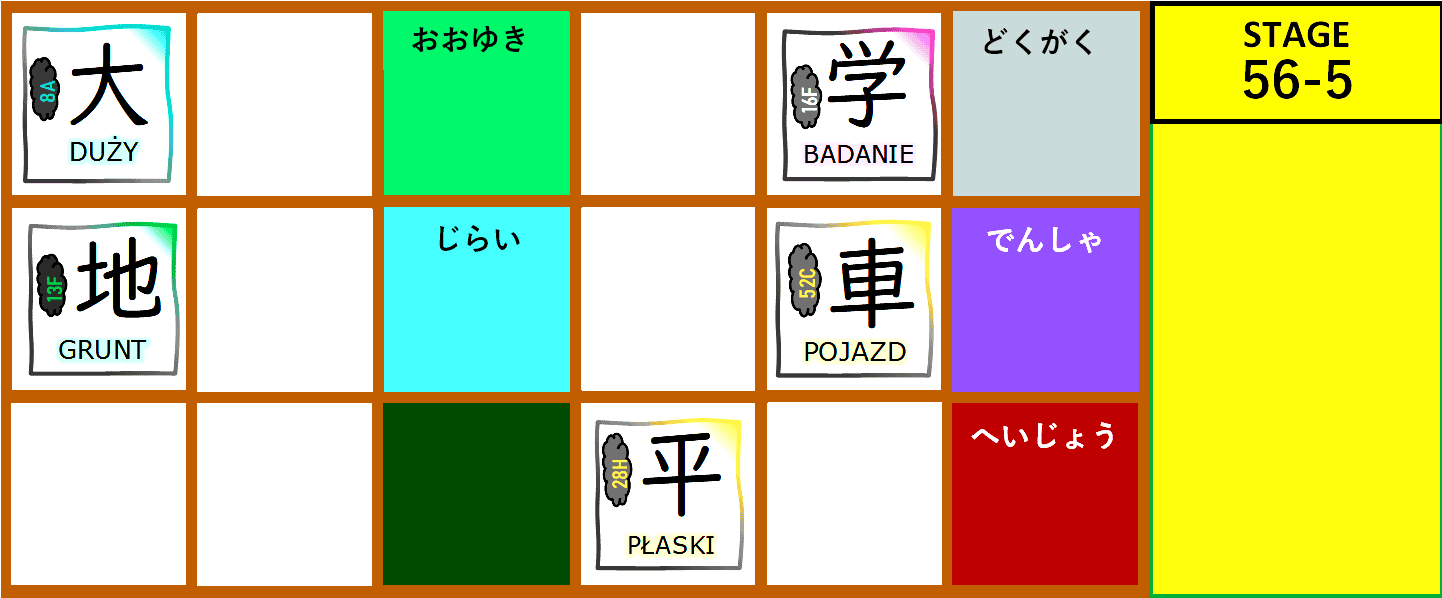 8A
大
DUŻY
おおゆき
16F
学
BADANIE
どくがく
STAGE
56-5
13F
地
GRUNT
じらい
52C
車
POJAZD
でんしゃ
28H
平
PŁASKI
へいじょう